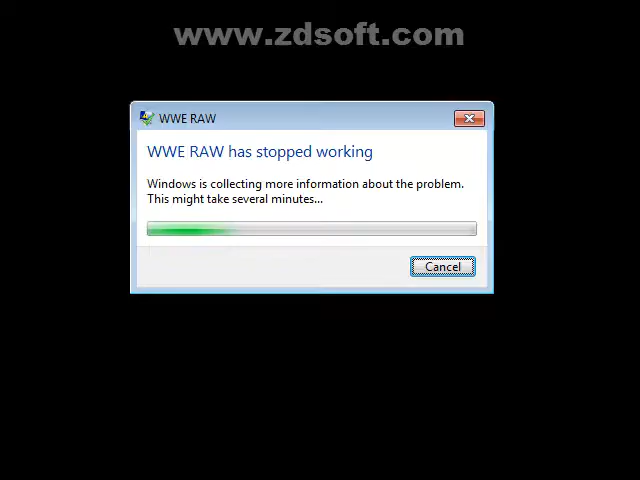 www.zdsoft.com
WWE RAW
WWE RAW has stopped working
Windows is collecting more information about the problem.
This might take several minutes...
Cancel